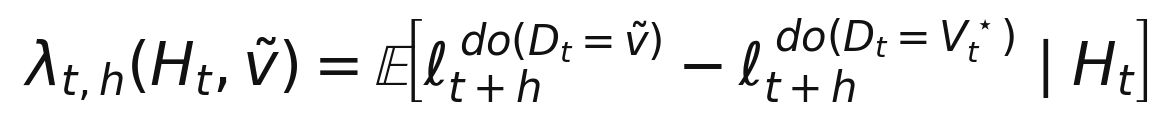 λ_{t,h}(H_t, ṽ) = 𝔼[ℓ_{t+h}^{do(D_t = ṽ)} − ℓ_{t+h}^{do(D_t = V_t^⋆)} | H_t]